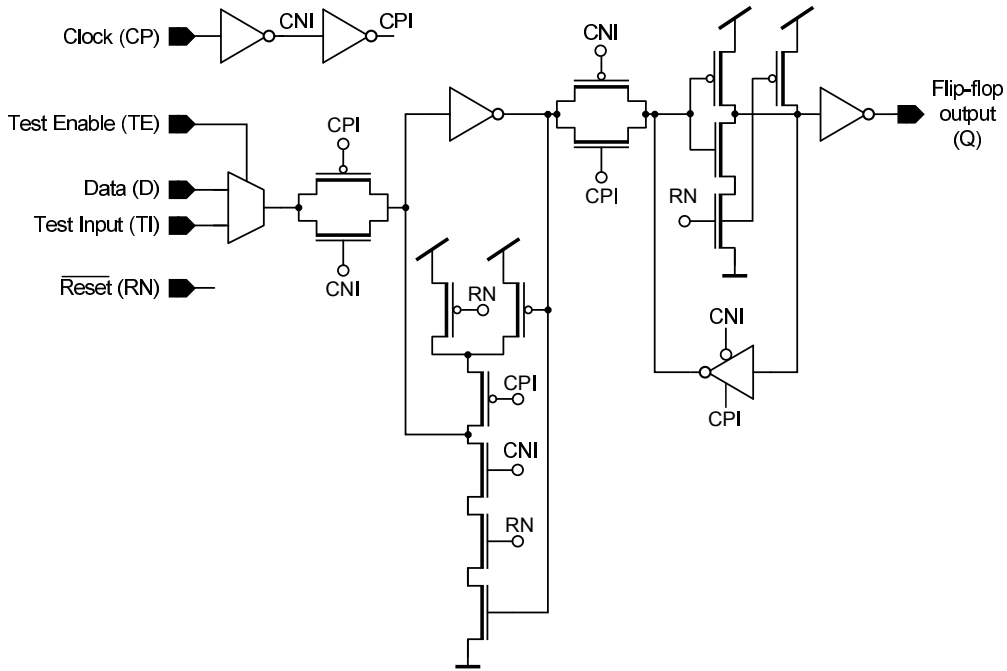 Clock (CP)
CNI
CPI
CNI
Flip-flop
output
(Q)
Test Enable (TE)
CPI
CPI
Data (D)
RN
Test Input (TI)
Reset (RN)
CNI
RN
CNI
CPI
CPI
CNI
RN